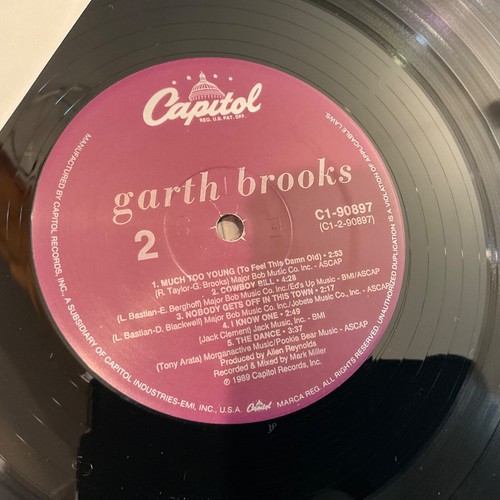 Capitol
REG. U.S. PAT. OFF.
garth brooks
2
C1-90897
(C1-2-90897)
1. MUCH TOO YOUNG (To Feel This Damn Old) • 2:53
(R. Taylor-G. Brooks) Major Bob Music Co. Inc. - ASCAP
2. COWBOY BILL • 4:28
(L. Bastian-E. Berghoff) Major Bob Music Co. Inc./Ed's Up Music - BMI/ASCAP
3. NOBODY GETS OFF IN THIS TOWN • 2:17
(L. Bastian-D. Blackwell) Major Bob Music Co. Inc./Jobete Music Co., Inc. - ASCAP
4. I KNOW ONE • 2:49
(Jack Clement) Jack Music, Inc. - BMI
5. THE DANCE • 3:37
(Tony Arata) Morganactive Music/Pookie Bear Music - ASCAP
Produced by Allen Reynolds
Recorded & Mixed by Mark Miller
℗ 1989 Capitol Records, Inc.
MANUFACTURED BY CAPITOL RECORDS, INC., A SUBSIDIARY OF CAPITOL INDUSTRIES-EMI, INC., U.S.A. Capitol MARCA REG. ALL RIGHTS RESERVED. UNAUTHORIZED DUPLICATION IS A VIOLATION OF APPLICABLE LAWS.